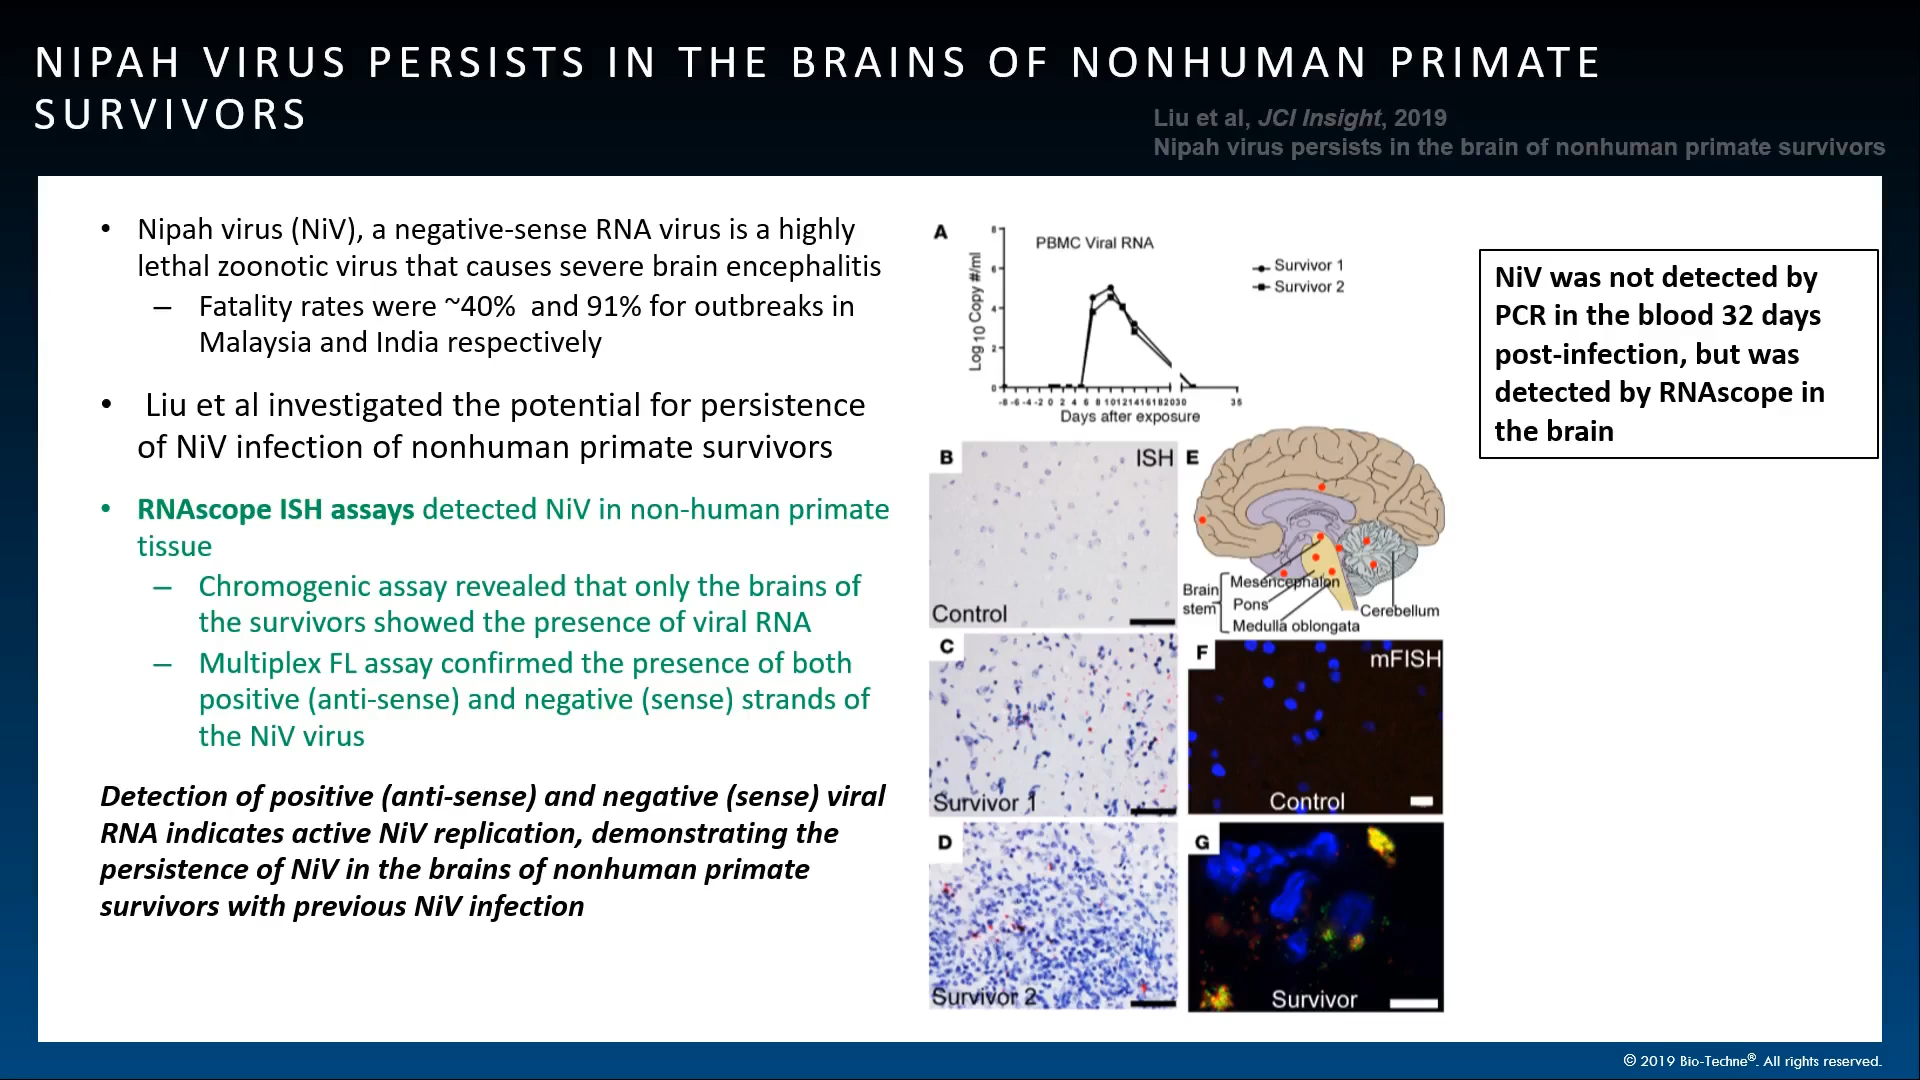 NIPAH VIRUS PERSISTS IN THE BRAINS OF NONHUMAN PRIMATE
SURVIVORS
Liu et al, JCI Insight, 2019
Nipah virus persists in the brain of nonhuman primate survivors
• Nipah virus (NiV), a negative-sense RNA virus is a highly
lethal zoonotic virus that causes severe brain encephalitis
– Fatality rates were ~40% and 91% for outbreaks in
Malaysia and India respectively
• Liu et al investigated the potential for persistence
of NiV infection of nonhuman primate survivors
• RNAscope ISH assays detected NiV in non-human primate
tissue
– Chromogenic assay revealed that only the brains of
the survivors showed the presence of viral RNA
– Multiplex FL assay confirmed the presence of both
positive (anti-sense) and negative (sense) strands of
the NiV virus
Detection of positive (anti-sense) and negative (sense) viral
RNA indicates active NiV replication, demonstrating the
persistence of NiV in the brains of nonhuman primate
survivors with previous NiV infection
A
PBMC Viral RNA
Log 10 Copy #/ml
8
6
4
2
0
-8 -6 -4 -2 0 2 4 6 8 10 12 14 16 18 20 30 35
Days after exposure
Survivor 1
Survivor 2
B
ISH
Control
C
Survivor 1
D
Survivor 2
E
Brain
stem
Mesencephalon
Pons
Medulla oblongata
Cerebellum
F
mFISH
Control
G
Survivor
NiV was not detected by
PCR in the blood 32 days
post-infection, but was
detected by RNAscope in
the brain
© 2019 Bio-Techne®. All rights reserved.